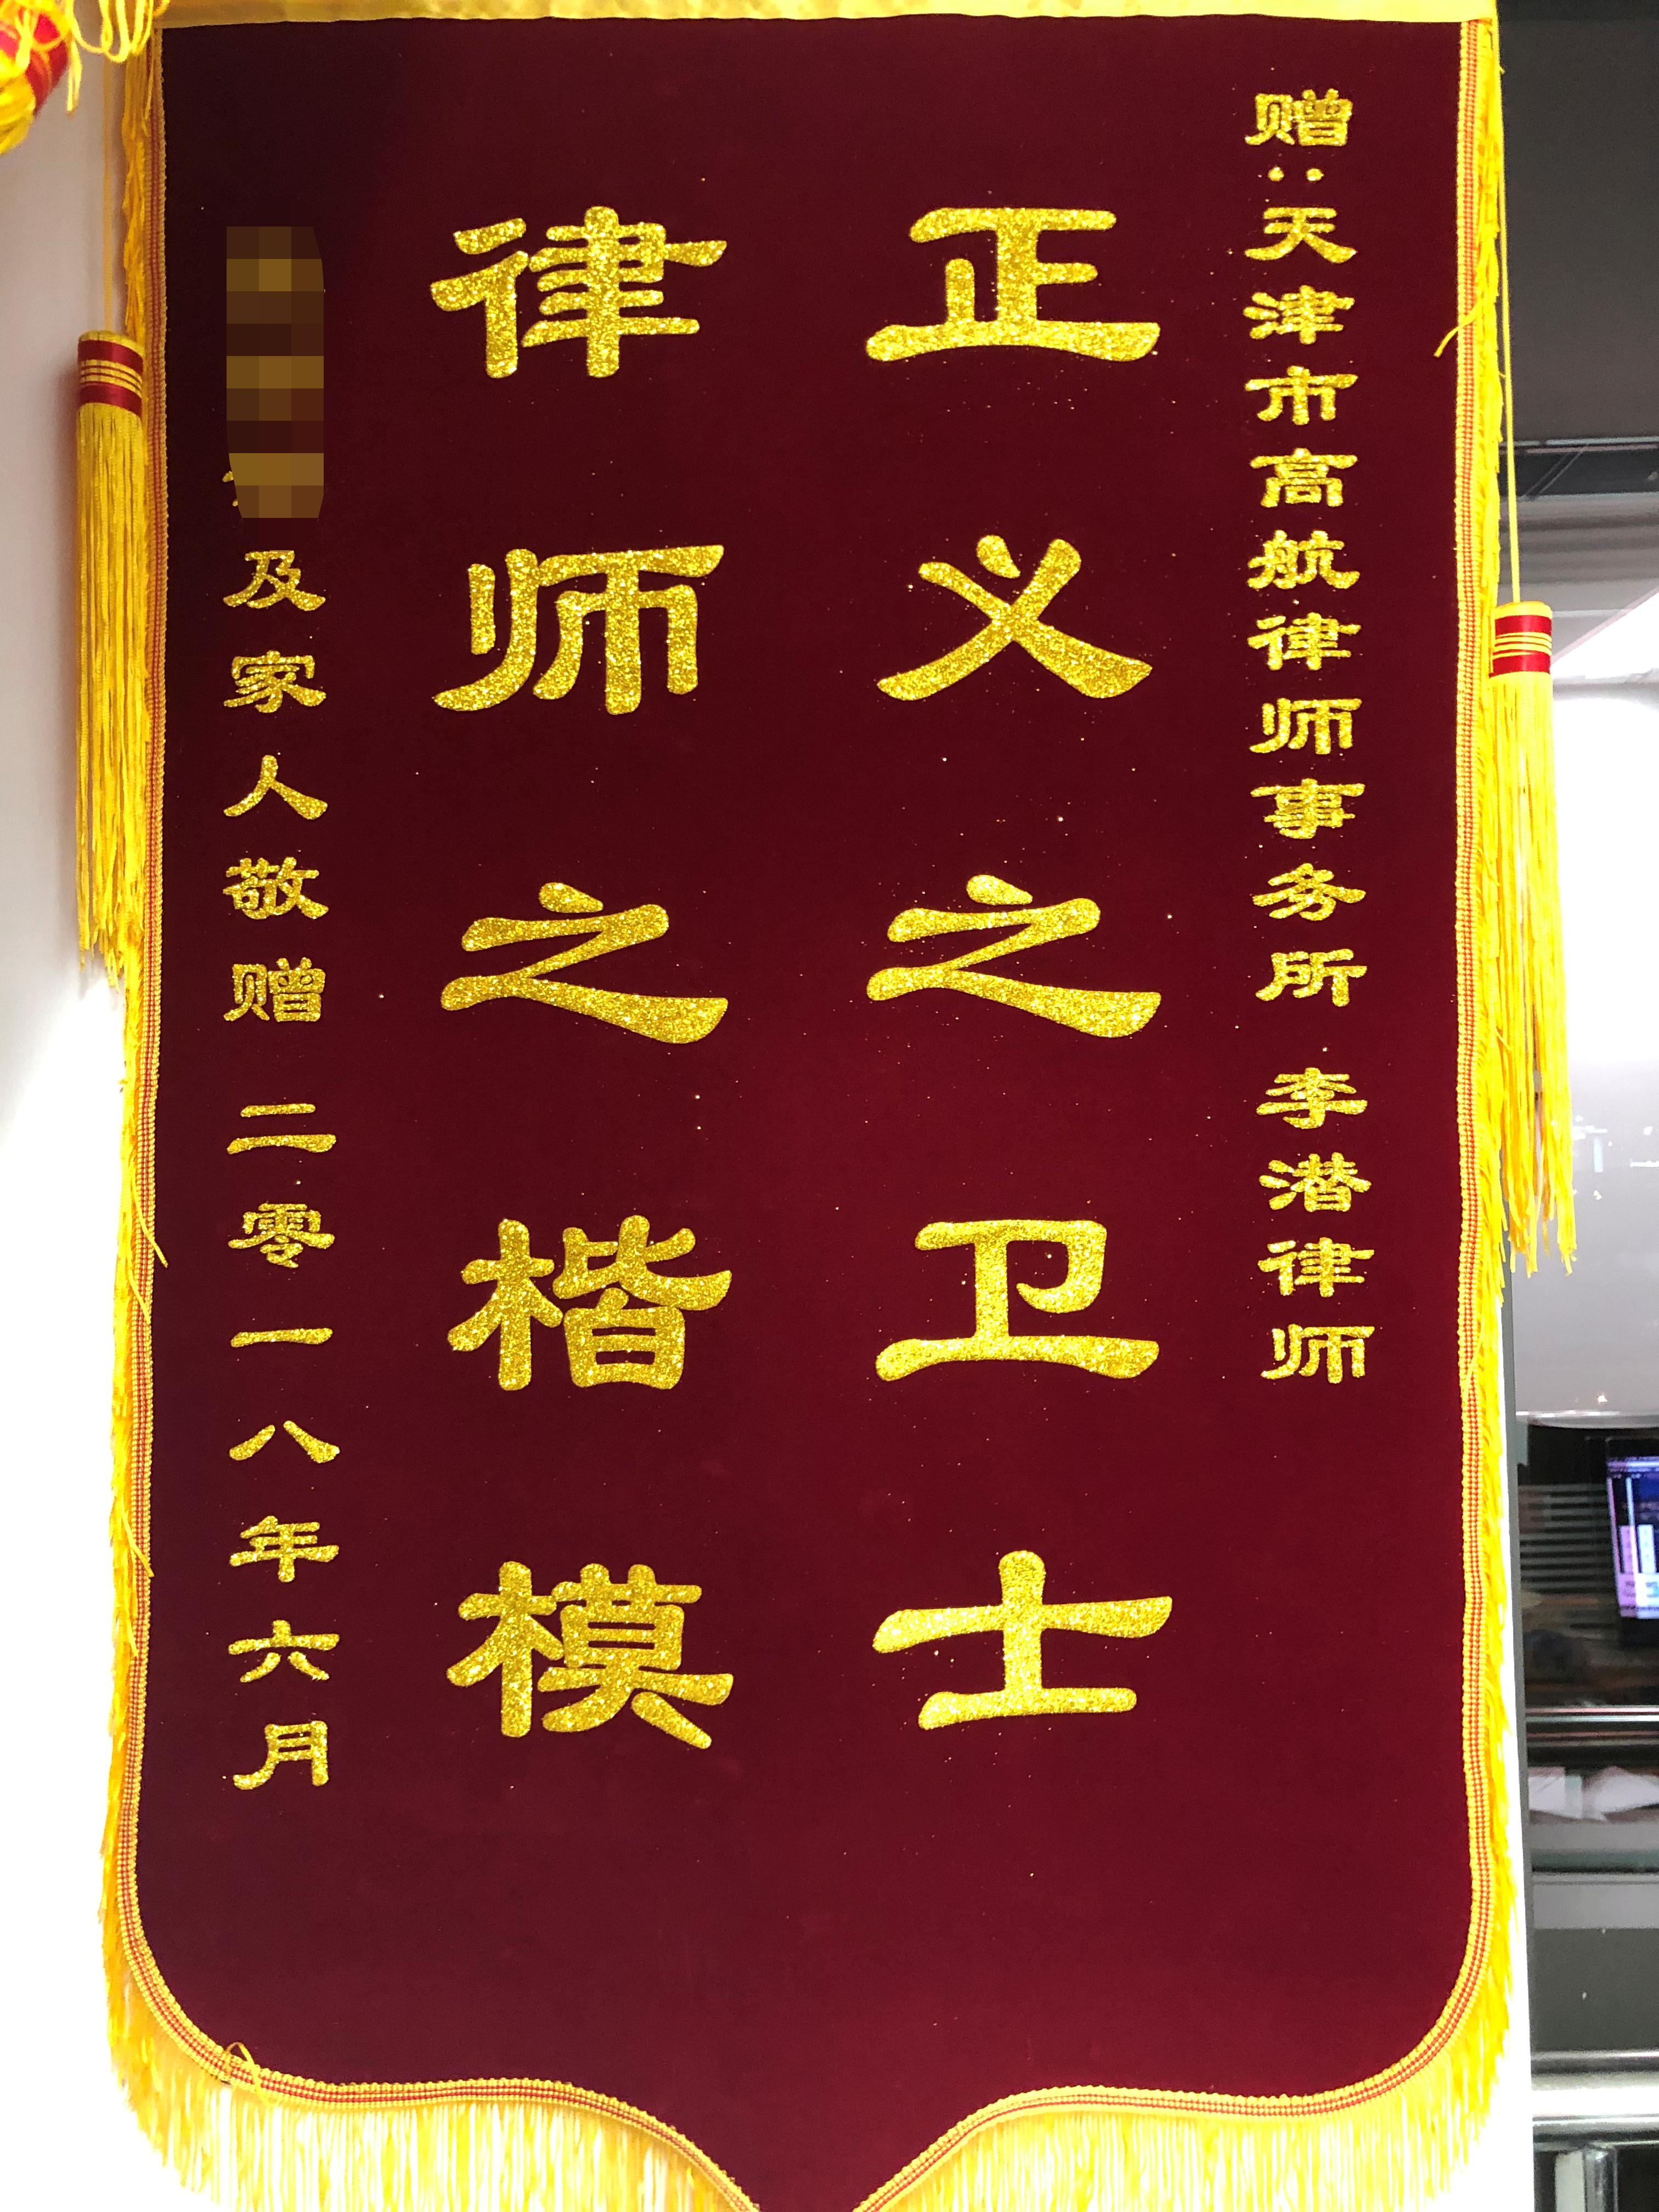 赠：天津市高航律师事务所 李潜律师
正义之卫士
律师之楷模
及家人敬赠 二零一八年六月